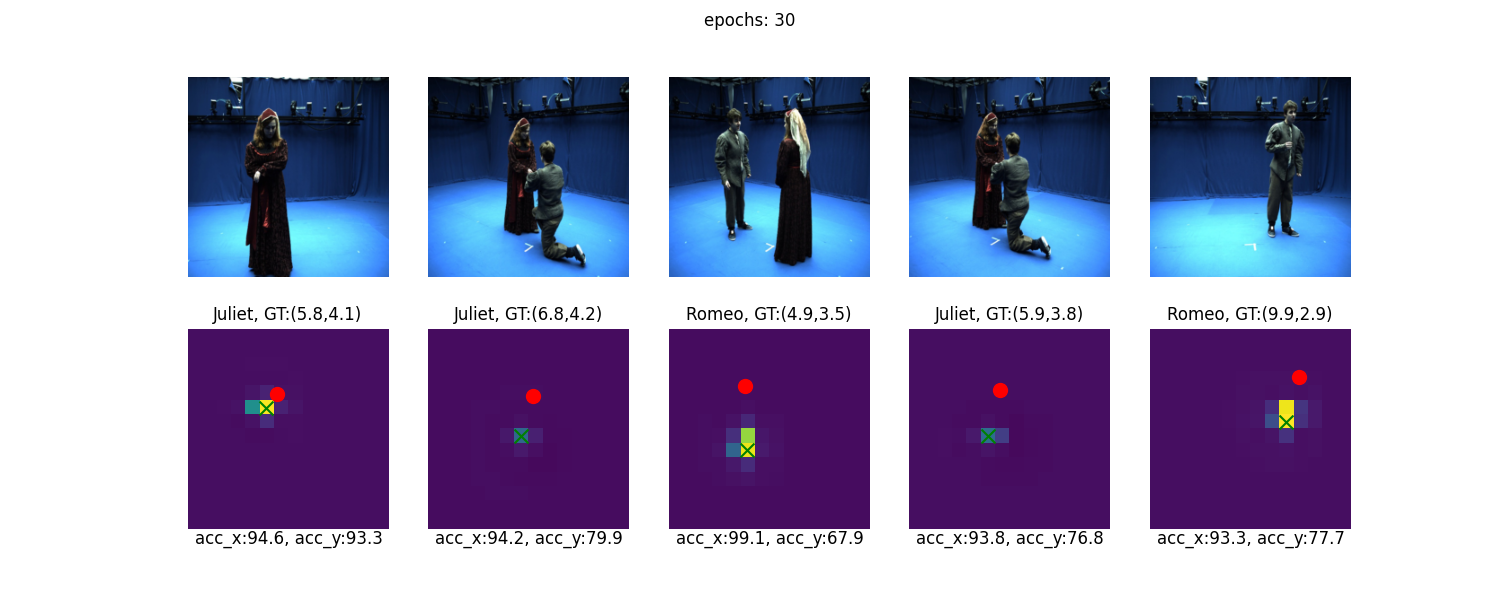 epochs: 30
Juliet, GT:(5.8,4.1)
Juliet, GT:(6.8,4.2)
Romeo, GT:(4.9,3.5)
Juliet, GT:(5.9,3.8)
Romeo, GT:(9.9,2.9)
acc_x:94.6, acc_y:93.3
acc_x:94.2, acc_y:79.9
acc_x:99.1, acc_y:67.9
acc_x:93.8, acc_y:76.8
acc_x:93.3, acc_y:77.7